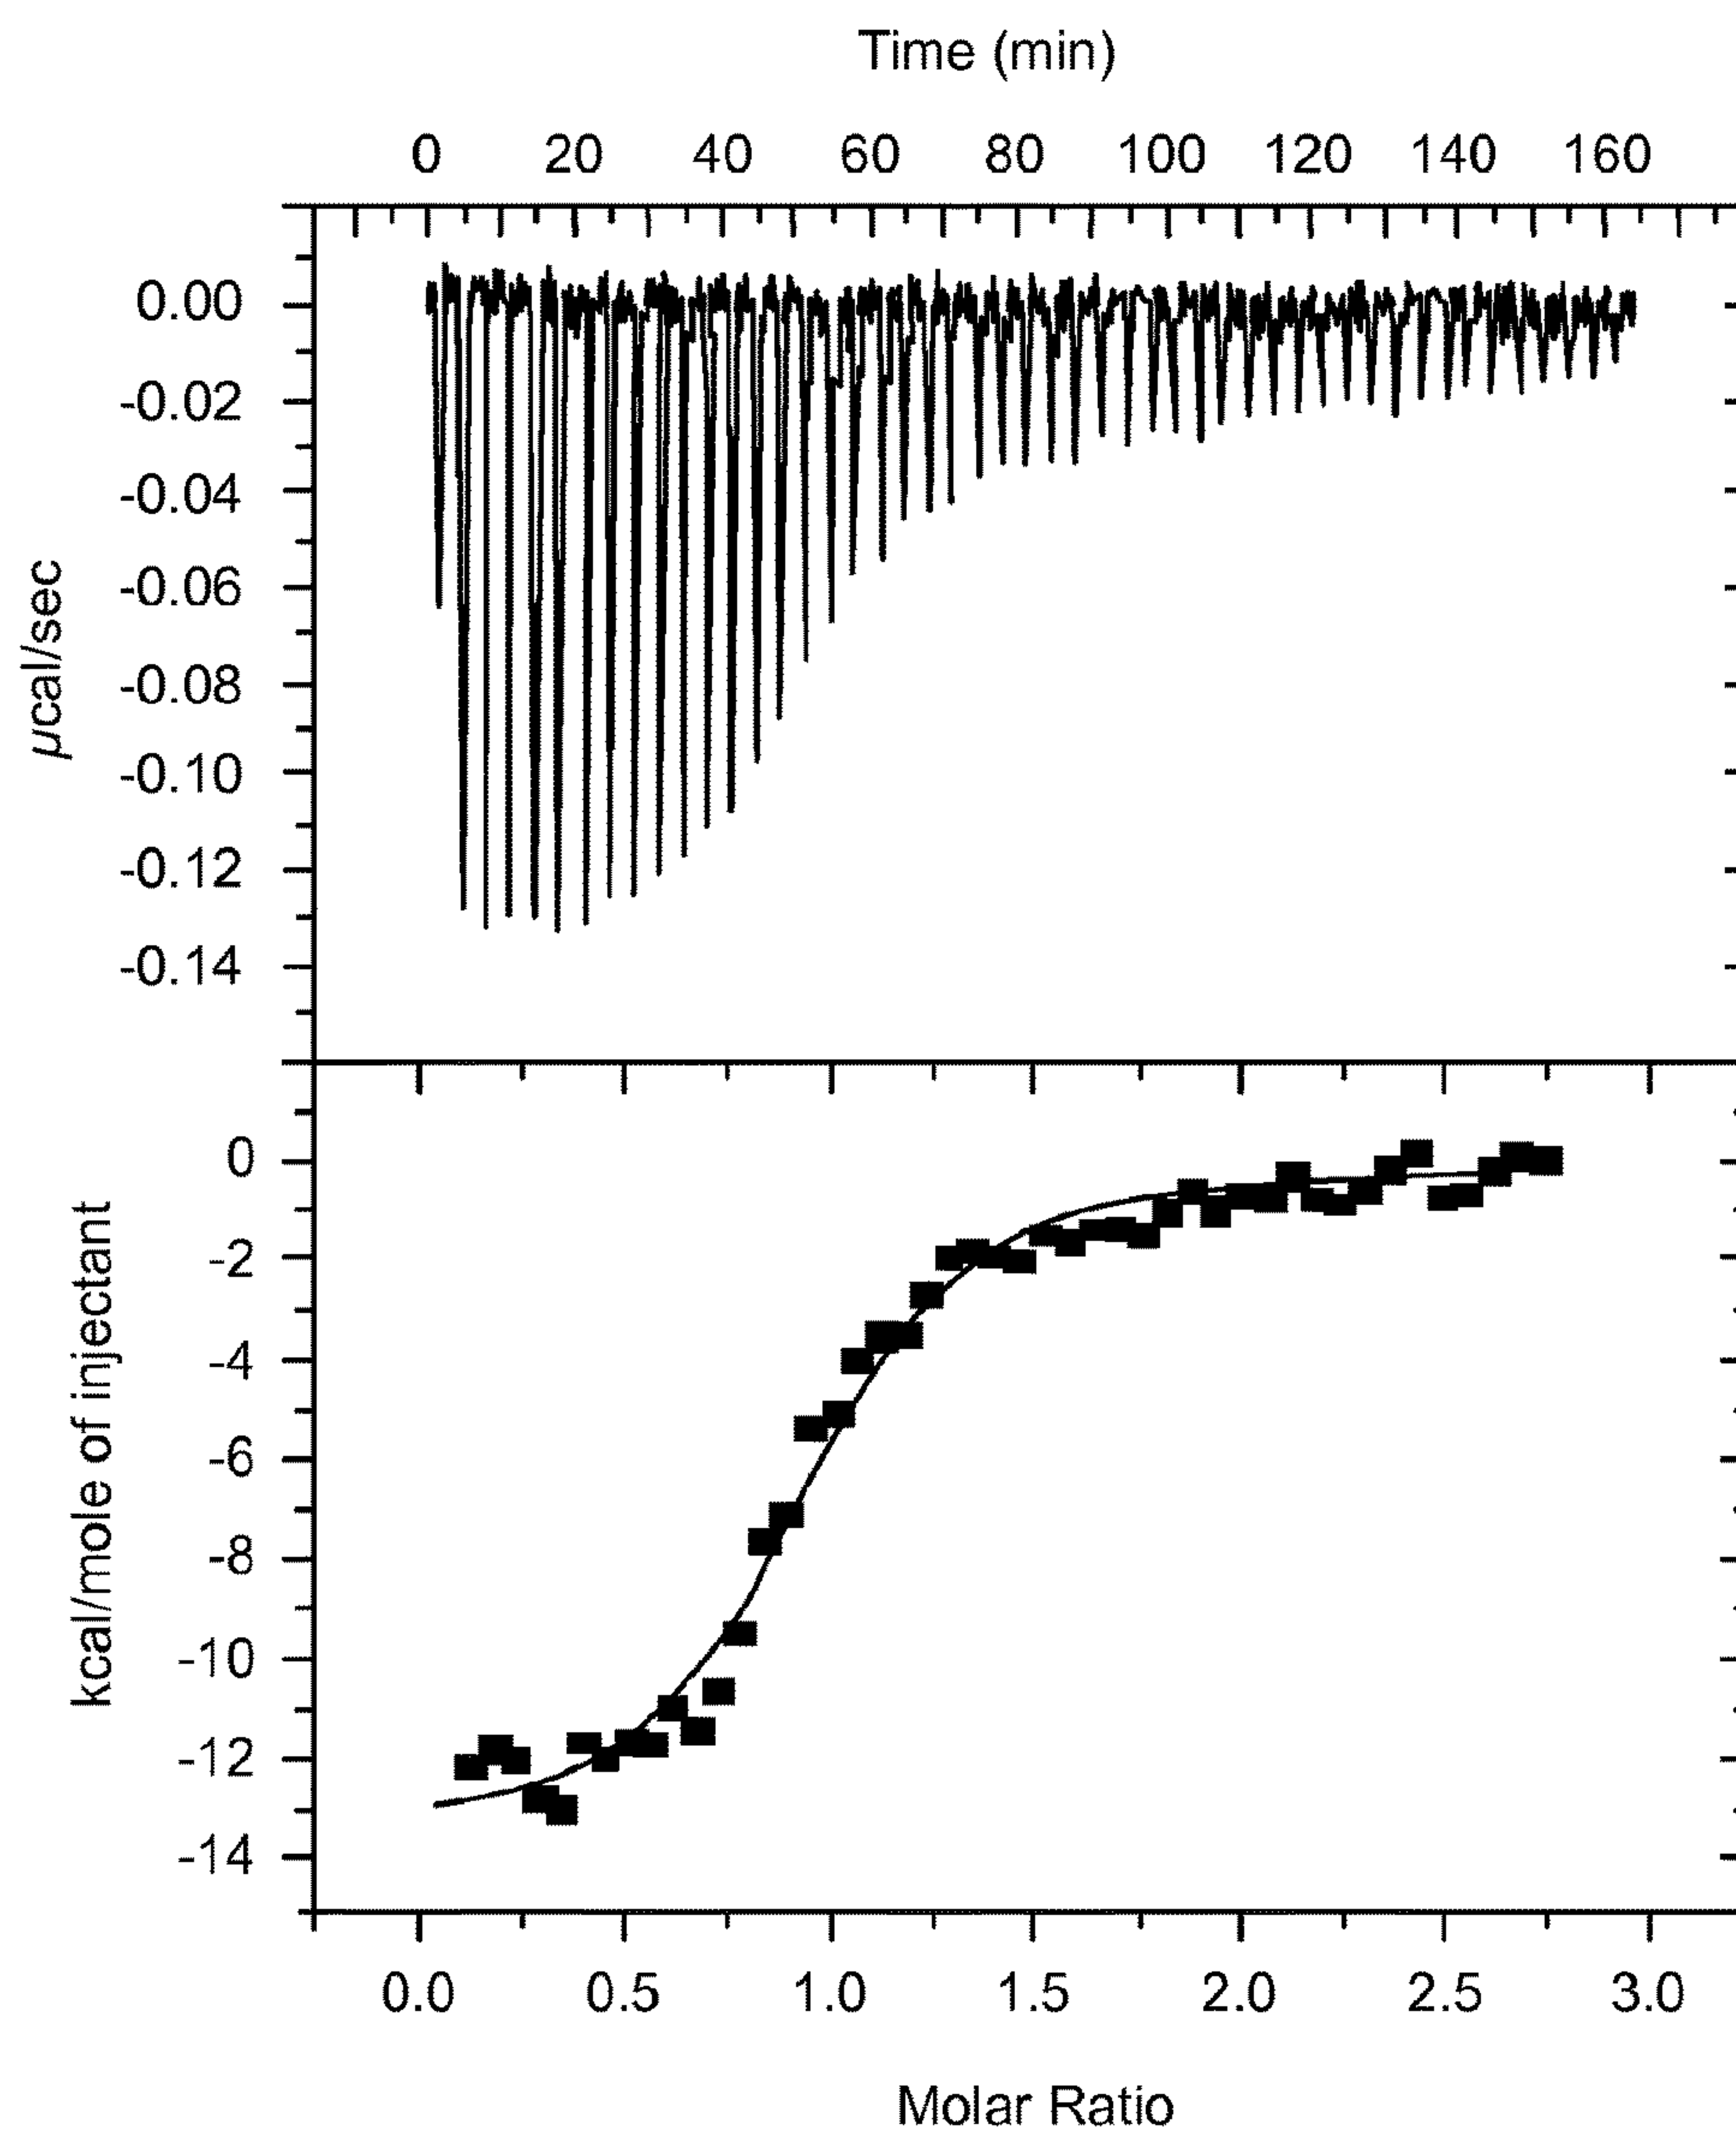 Time (min)
0 20 40 60 80 100 120 140 160
0.00
-0.02
-0.04
-0.06
-0.08
-0.10
-0.12
-0.14
µcal/sec
0
-2
-4
-6
-8
-10
-12
-14
kcal/mole of injectant
0.0 0.5 1.0 1.5 2.0 2.5 3.0
Molar Ratio